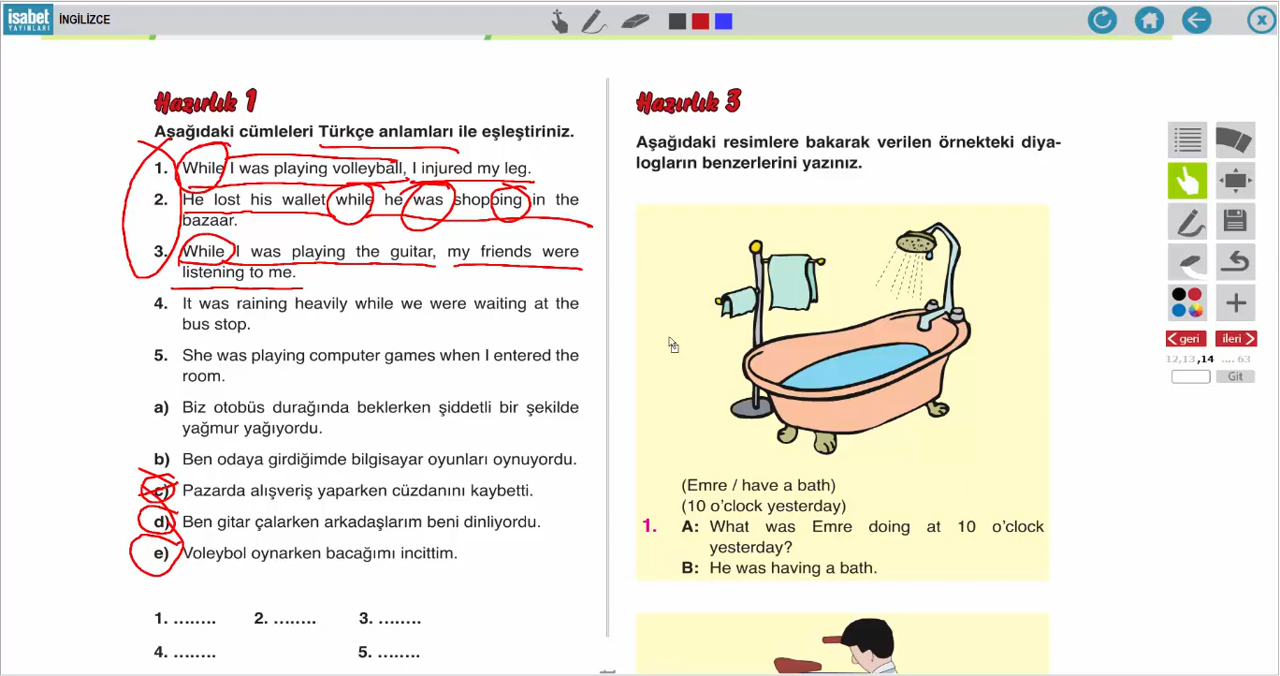 isabet
YAYINLARI
İNGİLİZCE
Hazırlık 1
Aşağıdaki cümleleri Türkçe anlamları ile eşleştiriniz.
1. While I was playing volleyball, I injured my leg.
2. He lost his wallet while he was shopping in the
bazaar.
3. While I was playing the guitar, my friends were
listening to me.
4. It was raining heavily while we were waiting at the
bus stop.
5. She was playing computer games when I entered the
room.
a) Biz otobüs durağında beklerken şiddetli bir şekilde
yağmur yağıyordu.
b) Ben odaya girdiğimde bilgisayar oyunları oynuyordu.
c) Pazarda alışveriş yaparken cüzdanını kaybetti.
d) Ben gitar çalarken arkadaşlarım beni dinliyordu.
e) Voleybol oynarken bacağımı incittim.
1. ........ 2. ........ 3. ........
4. ........ 5. ........
Hazırlık 3
Aşağıdaki resimlere bakarak verilen örnekteki diya-
logların benzerlerini yazınız.
(Emre / have a bath)
(10 o'clock yesterday)
1. A: What was Emre doing at 10 o'clock
yesterday?
B: He was having a bath.
geri ileri
12,13,14 .... 63
Git